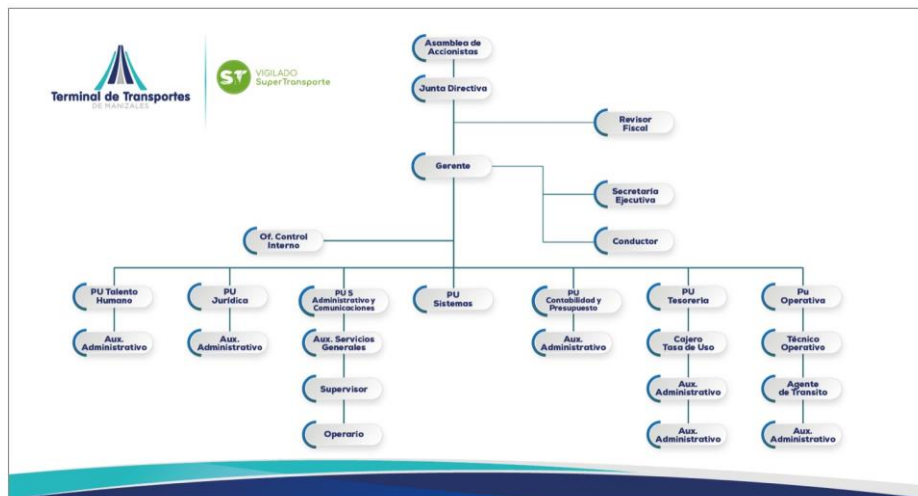 Terminal de Transportes
DE MANIZALES
ST
VIGILADO
SuperTransporte
Asamblea de
Accionistas
Junta Directiva
Revisor
Fiscal
Gerente
Secretaría
Ejecutiva
Of. Control
Interno
Conductor
PU Talento
Humano
PU
Jurídica
PU S
Administrativo y
Comunicaciones
PU
Sistemas
PU
Contabilidad y
Presupuesto
PU
Tesorería
Pu
Operativa
Aux.
Administrativo
Aux.
Administrativo
Aux. Servicios
Generales
Aux.
Administrativo
Cajero
Tasa de Uso
Técnico
Operativo
Supervisor
Aux.
Administrativo
Agente
de Transito
Operario
Aux.
Administrativo
Aux.
Administrativo